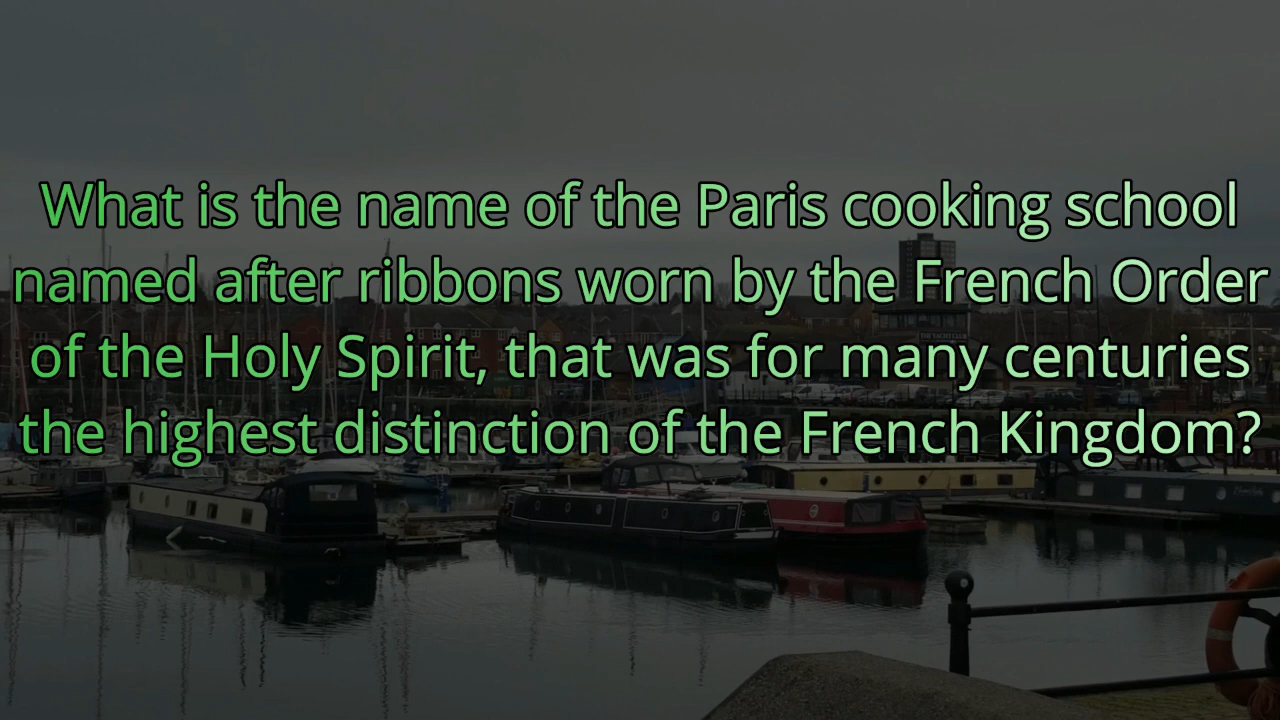 What is the name of the Paris cooking school
named after ribbons worn by the French Order
of the Holy Spirit, that was for many centuries
the highest distinction of the French Kingdom?